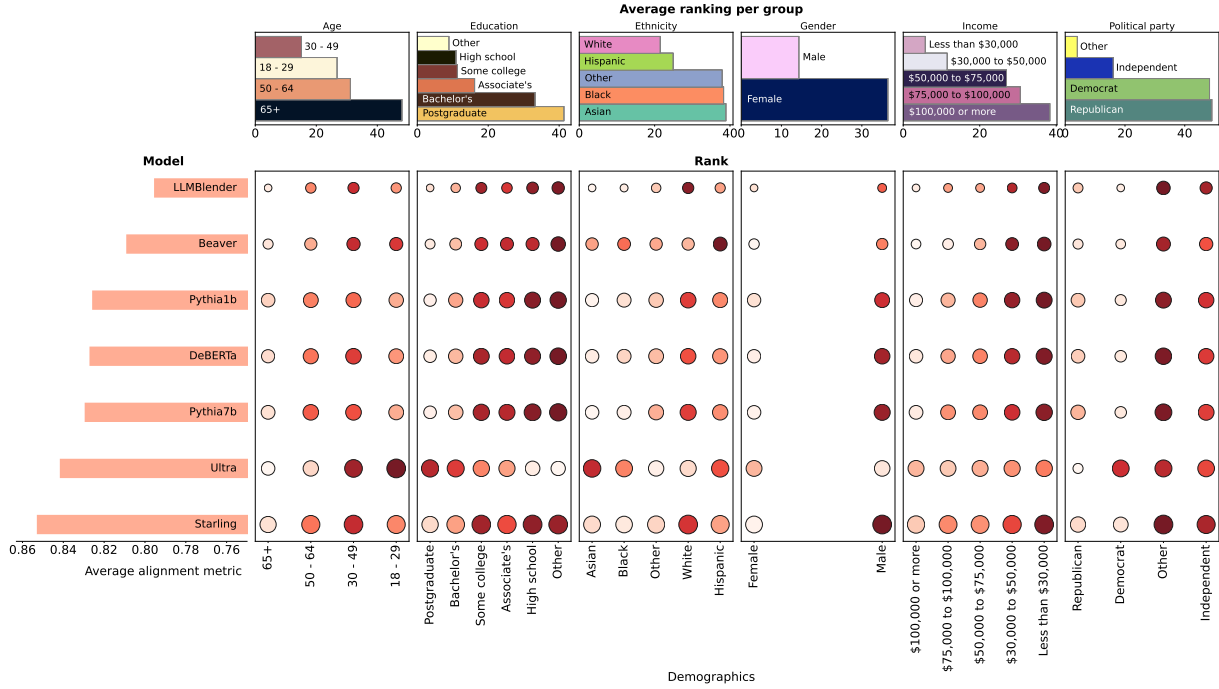 Average ranking per group
Age
Education
Ethnicity
Gender
Income
Political party
30 - 49
18 - 29
50 - 64
65+
Other
High school
Some college
Associate's
Bachelor's
Postgraduate
White
Hispanic
Other
Black
Asian
Male
Female
Less than $30,000
$30,000 to $50,000
$50,000 to $75,000
$75,000 to $100,000
$100,000 or more
Other
Independent
Democrat
Republican
0 20 40
0 20 40
0 20 40
0 10 20 30
0 20 40
0 20 40
Model
Rank
LLMBlender
Beaver
Pythia1b
DeBERTa
Pythia7b
Ultra
Starling
0.86 0.84 0.82 0.80 0.78 0.76
Average alignment metric
65+
50 - 64
30 - 49
18 - 29
Postgraduate
Bachelor's
Some college
Associate's
High school
Other
Asian
Black
Other
White
Hispanic
Female
Male
$100,000 or more
$75,000 to $100,000
$50,000 to $75,000
$30,000 to $50,000
Less than $30,000
Republican
Democrat
Other
Independent
Demographics